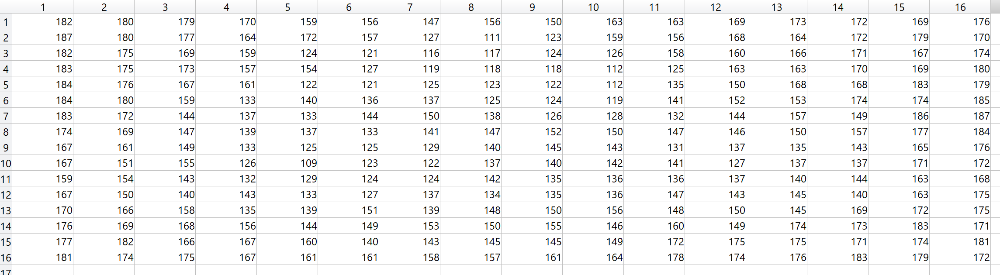 1 2 3 4 5 6 7 8 9 10 11 12 13 14 15 16
1 182 180 179 170 159 156 147 156 150 163 163 169 173 172 169 176
2 187 180 177 164 172 157 127 111 123 159 156 168 164 172 179 170
3 182 175 169 159 124 121 116 117 124 126 158 160 166 171 167 174
4 183 175 173 157 154 127 119 118 118 112 125 163 163 170 169 180
5 184 176 167 161 122 121 125 123 122 112 135 150 168 168 183 179
6 184 180 159 133 140 136 137 125 124 119 141 152 153 174 174 185
7 183 172 144 137 133 144 150 138 126 128 132 144 157 149 186 187
8 174 169 147 139 137 133 141 147 152 150 147 146 150 157 177 184
9 167 161 149 133 125 125 129 140 145 143 131 137 135 143 165 176
10 167 151 155 126 109 123 122 137 140 142 141 127 137 137 171 172
11 159 154 143 132 129 124 124 142 135 136 136 137 140 144 163 168
12 167 150 140 143 133 127 137 134 135 136 147 143 145 140 163 175
13 170 166 158 135 139 151 139 148 150 156 148 150 145 169 172 175
14 176 169 168 156 144 149 153 150 155 146 160 149 174 173 183 171
15 177 182 166 167 160 140 143 145 145 149 172 175 175 171 174 181
16 181 174 175 167 161 161 158 157 161 164 178 174 176 183 179 172
17